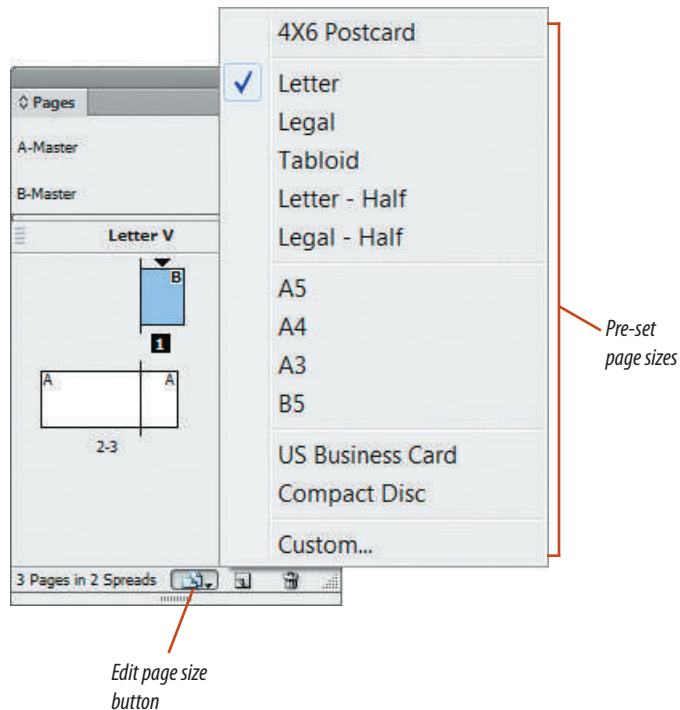 4X6 Postcard
Letter
Legal
Tabloid
Letter - Half
Legal - Half
A5
A4
A3
B5
US Business Card
Compact Disc
Custom...
Pages
A-Master
B-Master
Letter V
B
1
A A
2-3
3 Pages in 2 Spreads
Pre-set
page sizes
Edit page size
button